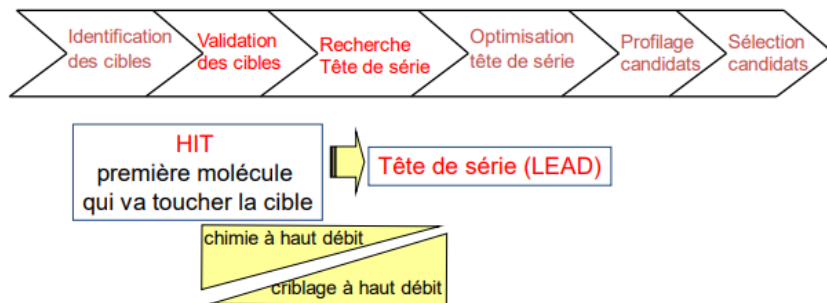 Identification
des cibles
Validation
des cibles
Recherche
Tête de série
Optimisation
tête de série
Profilage
candidats
Sélection
candidats
HIT
première molécule
qui va toucher la cible
Tête de série (LEAD)
chimie à haut débit
criblage à haut débit